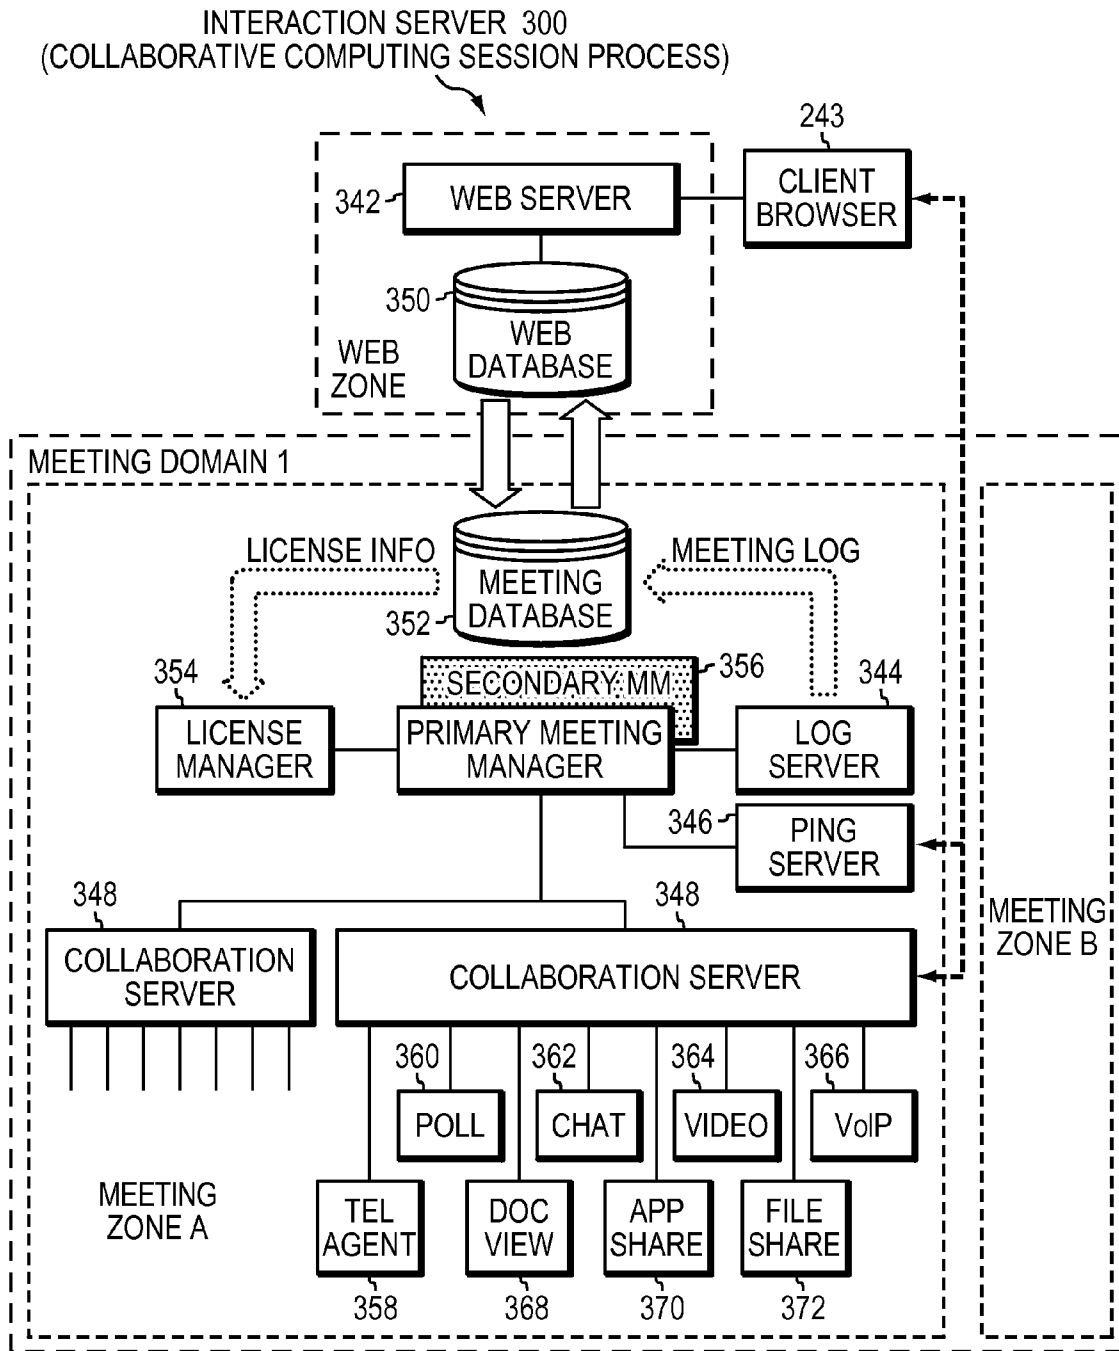 INTERACTION SERVER 300
(COLLABORATIVE COMPUTING SESSION PROCESS)
243
342
WEB SERVER
CLIENT
BROWSER
350
WEB
DATABASE
WEB
ZONE
MEETING DOMAIN 1
LICENSE INFO
MEETING LOG
MEETING
DATABASE
352
354
SECONDARY MM
356
344
LICENSE
MANAGER
PRIMARY MEETING
MANAGER
LOG
SERVER
346
PING
SERVER
348
348
COLLABORATION
SERVER
COLLABORATION SERVER
MEETING
ZONE B
360
362
364
366
POLL
CHAT
VIDEO
VoIP
MEETING
ZONE A
TEL
AGENT
DOC
VIEW
APP
SHARE
FILE
SHARE
358
368
370
372